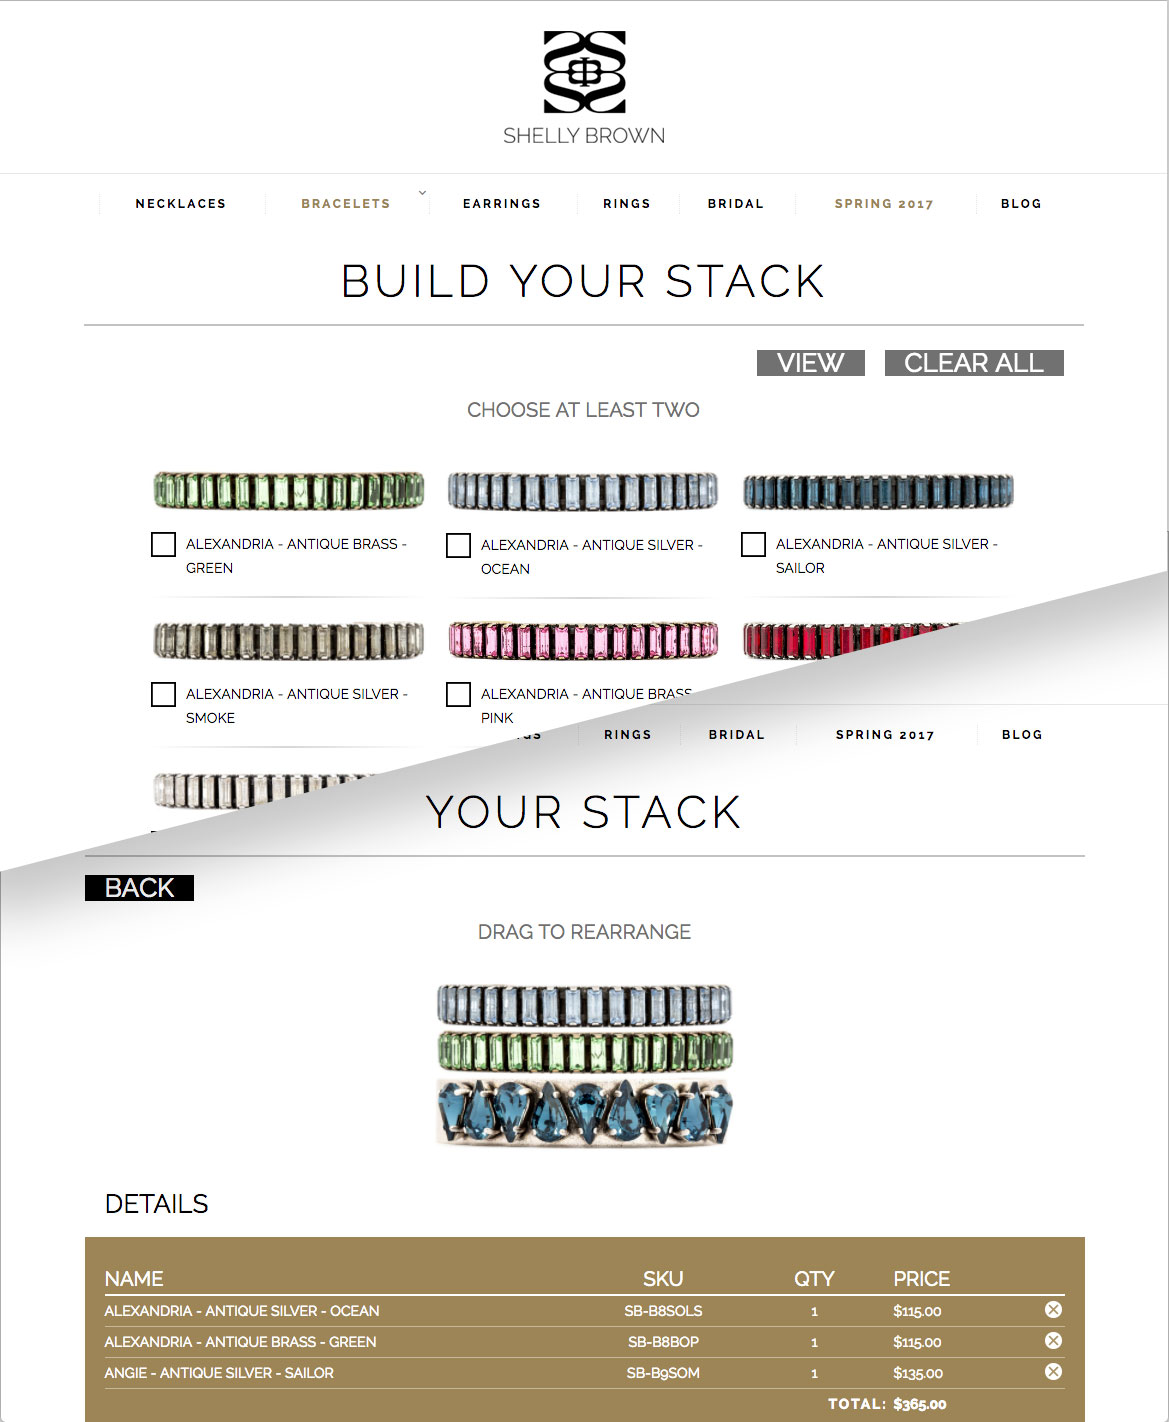 SHELLY BROWN
NECKLACES BRACELETS EARRINGS RINGS BRIDAL SPRING 2017 BLOG
BUILD YOUR STACK
VIEW CLEAR ALL
CHOOSE AT LEAST TWO
ALEXANDRIA - ANTIQUE BRASS -
GREEN
ALEXANDRIA - ANTIQUE SILVER -
OCEAN
ALEXANDRIA - ANTIQUE SILVER -
SAILOR
ALEXANDRIA - ANTIQUE SILVER -
SMOKE
ALEXANDRIA - ANTIQUE BRASS
PINK
RINGS BRIDAL SPRING 2017 BLOG
YOUR STACK
BACK
DRAG TO REARRANGE
DETAILS
NAME SKU QTY PRICE
ALEXANDRIA - ANTIQUE SILVER - OCEAN SB-B8SOLS 1 $115.00
ALEXANDRIA - ANTIQUE BRASS - GREEN SB-B8BOP 1 $115.00
ANGIE - ANTIQUE SILVER - SAILOR SB-B9SOM 1 $135.00
TOTAL: $365.00